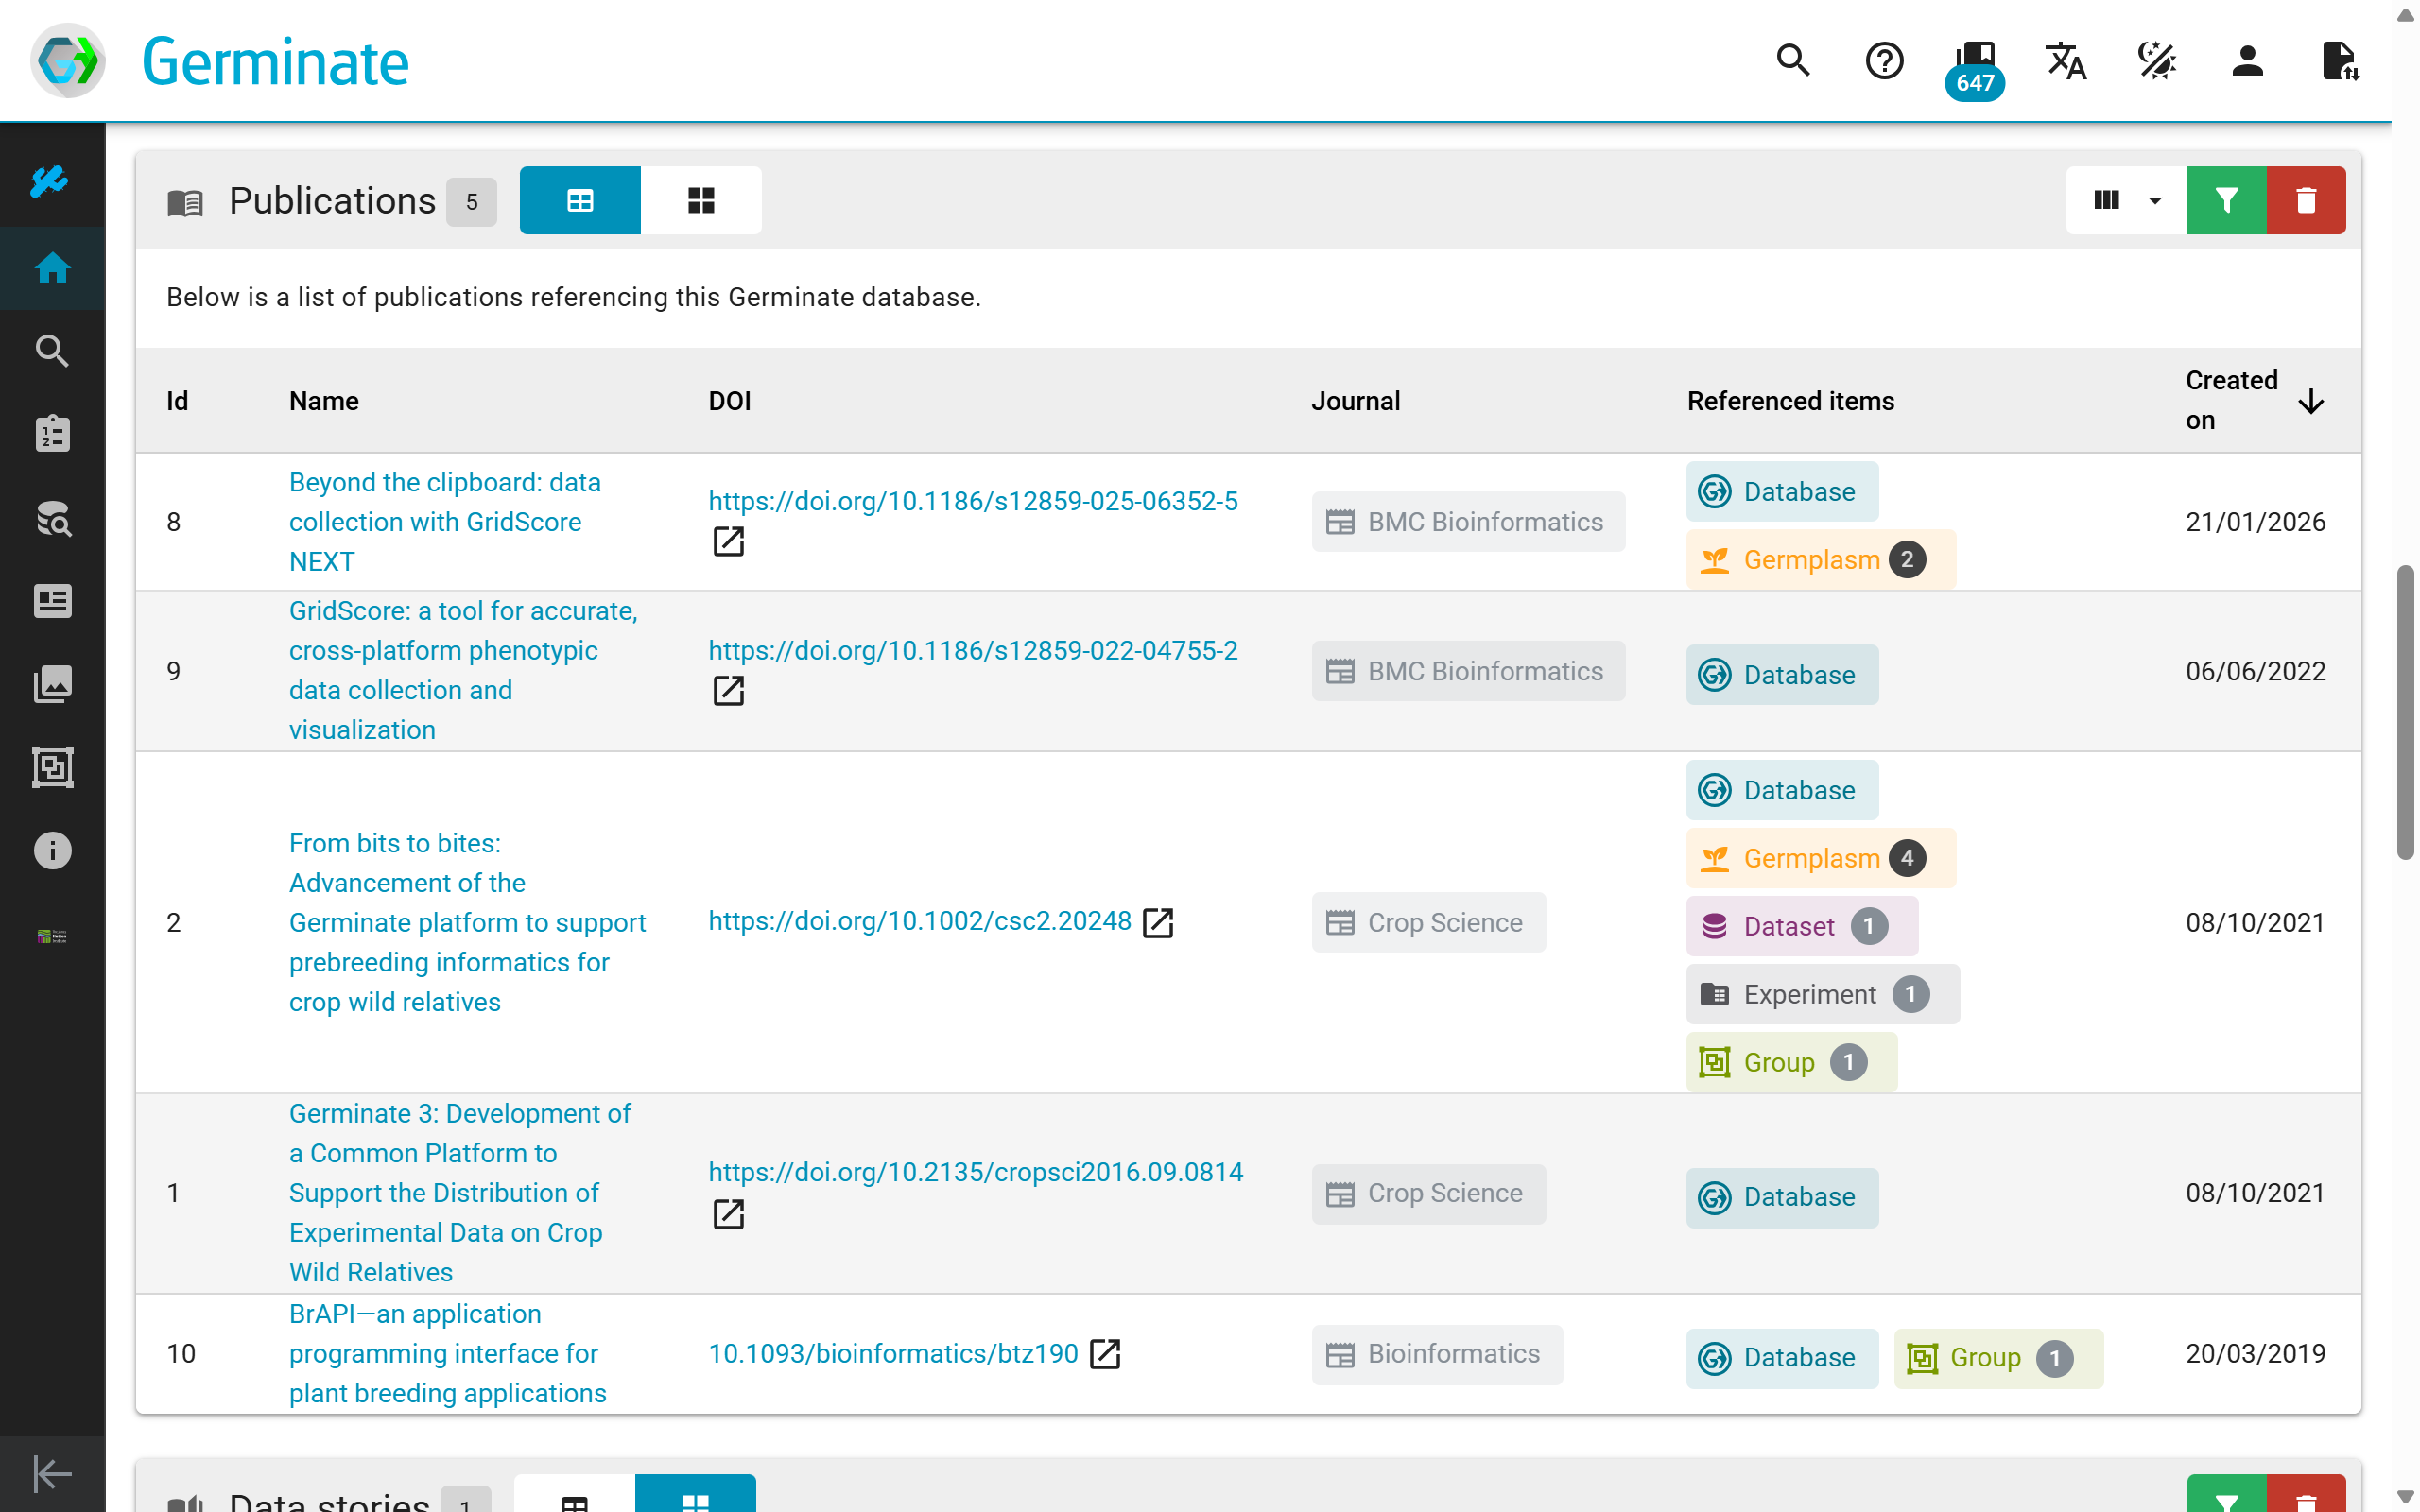 Germinate
647
Publications 5
Below is a list of publications referencing this Germinate database.
Id Name DOI Journal Referenced items Created on
8
Beyond the clipboard: data
collection with GridScore
NEXT
https://doi.org/10.1186/s12859-025-06352-5
BMC Bioinformatics
Database
Germplasm 2
21/01/2026
9
GridScore: a tool for accurate,
cross-platform phenotypic
data collection and
visualization
https://doi.org/10.1186/s12859-022-04755-2
BMC Bioinformatics
Database
06/06/2022
2
From bits to bites:
Advancement of the
Germinate platform to support
prebreeding informatics for
crop wild relatives
https://doi.org/10.1002/csc2.20248
Crop Science
Database
Germplasm 4
Dataset 1
Experiment 1
Group 1
08/10/2021
1
Germinate 3: Development of
a Common Platform to
Support the Distribution of
Experimental Data on Crop
Wild Relatives
https://doi.org/10.2135/cropsci2016.09.0814
Crop Science
Database
08/10/2021
10
BrAPI—an application
programming interface for
plant breeding applications
10.1093/bioinformatics/btz190
Bioinformatics
Database Group 1
20/03/2019
Data stories 1